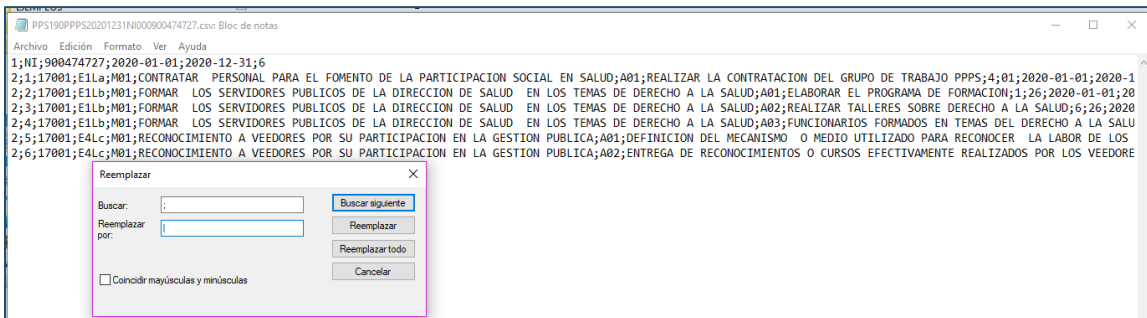 EJEMPLOS
PPS190PPPS20201231NI000900474727.csv: Bloc de notas
Archivo Edición Formato Ver Ayuda
1;NI;900474727;2020-01-01;2020-12-31;6
2;1;17001;E1La;M01;CONTRATAR  PERSONAL PARA EL FOMENTO DE LA PARTICIPACION SOCIAL EN SALUD;A01;REALIZAR LA CONTRATACION DEL GRUPO DE TRABAJO PPPS;4;01;2020-01-01;2020-1
2;2;17001;E1Lb;M01;FORMAR  LOS SERVIDORES PUBLICOS DE LA DIRECCION DE SALUD  EN LOS TEMAS DE DERECHO A LA SALUD;A01;ELABORAR EL PROGRAMA DE FORMACION;1;26;2020-01-01;20
2;3;17001;E1Lb;M01;FORMAR  LOS SERVIDORES PUBLICOS DE LA DIRECCION DE SALUD  EN LOS TEMAS DE DERECHO A LA SALUD;A02;REALIZAR TALLERES SOBRE DERECHO A LA SALUD;6;26;2020
2;4;17001;E1Lb;M01;FORMAR  LOS SERVIDORES PUBLICOS DE LA DIRECCION DE SALUD  EN LOS TEMAS DE DERECHO A LA SALUD;A03;FUNCIONARIOS FORMADOS EN TEMAS DEL DERECHO A LA SALU
2;5;17001;E4Lc;M01;RECONOCIMIENTO A VEEDORES POR SU PARTICIPACION EN LA GESTION PUBLICA;A01;DEFINICION DEL MECANISMO  O MEDIO UTILIZADO PARA RECONOCER  LA LABOR DE LOS
2;6;17001;E4Lc;M01;RECONOCIMIENTO A VEEDORES POR SU PARTICIPACION EN LA GESTION PUBLICA;A02;ENTREGA DE RECONOCIMIENTOS O CURSOS EFECTIVAMENTE REALIZADOS POR LOS VEEDORE
Reemplazar
Buscar: ;
Buscar siguiente
Reemplazar por: |
Reemplazar
Reemplazar todo
Cancelar
Coincidir mayúsculas y minúsculas